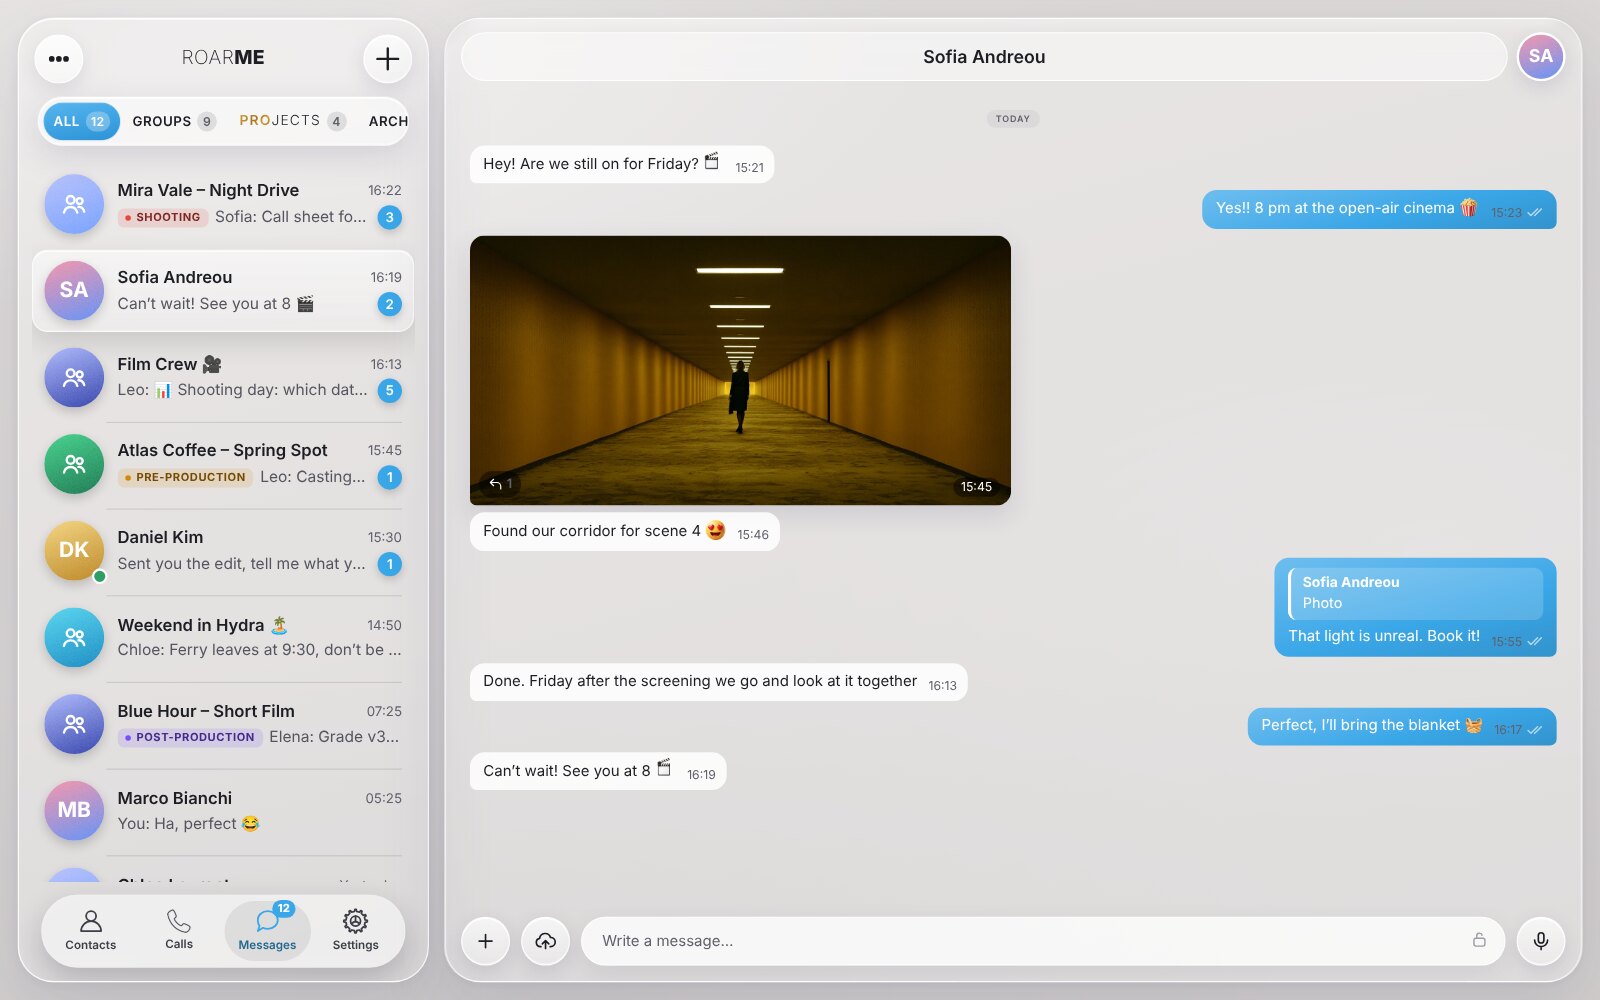 ROARME
ALL 12 GROUPS 9 PROJECTS 4 ARCH
Mira Vale – Night Drive 16:22
SHOOTING Sofia: Call sheet fo... 3
SA Sofia Andreou 16:19
Can't wait! See you at 8 🎬 2
Film Crew 🎥 16:13
Leo: 📊 Shooting day: which dat... 5
Atlas Coffee – Spring Spot 15:45
PRE-PRODUCTION Leo: Casting... 1
DK Daniel Kim 15:30
Sent you the edit, tell me what y... 1
Weekend in Hydra 🏝️ 14:50
Chloe: Ferry leaves at 9:30, don't be ...
Blue Hour – Short Film 07:25
POST-PRODUCTION Elena: Grade v3...
MB Marco Bianchi 05:25
You: Ha, perfect 😂
12
Contacts Calls Messages Settings
Sofia Andreou SA
TODAY
Hey! Are we still on for Friday? 🎬 15:21
Yes!! 8 pm at the open-air cinema 🍿 15:23
1 15:45
Found our corridor for scene 4 😍 15:46
Sofia Andreou
Photo
That light is unreal. Book it! 15:55
Done. Friday after the screening we go and look at it together 16:13
Perfect, I'll bring the blanket 🧺 16:17
Can't wait! See you at 8 🎬 16:19
Write a message...